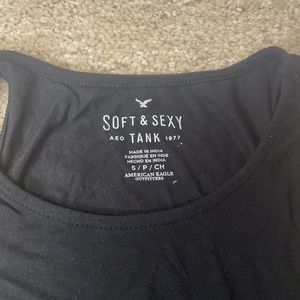 SOFT & SEXY
AEO TANK 1977
MADE IN INDIA
FABRIQUÉ EN INDE
HECHO EN INDIA
S/P/CH
AMERICAN EAGLE
OUTFITTERS